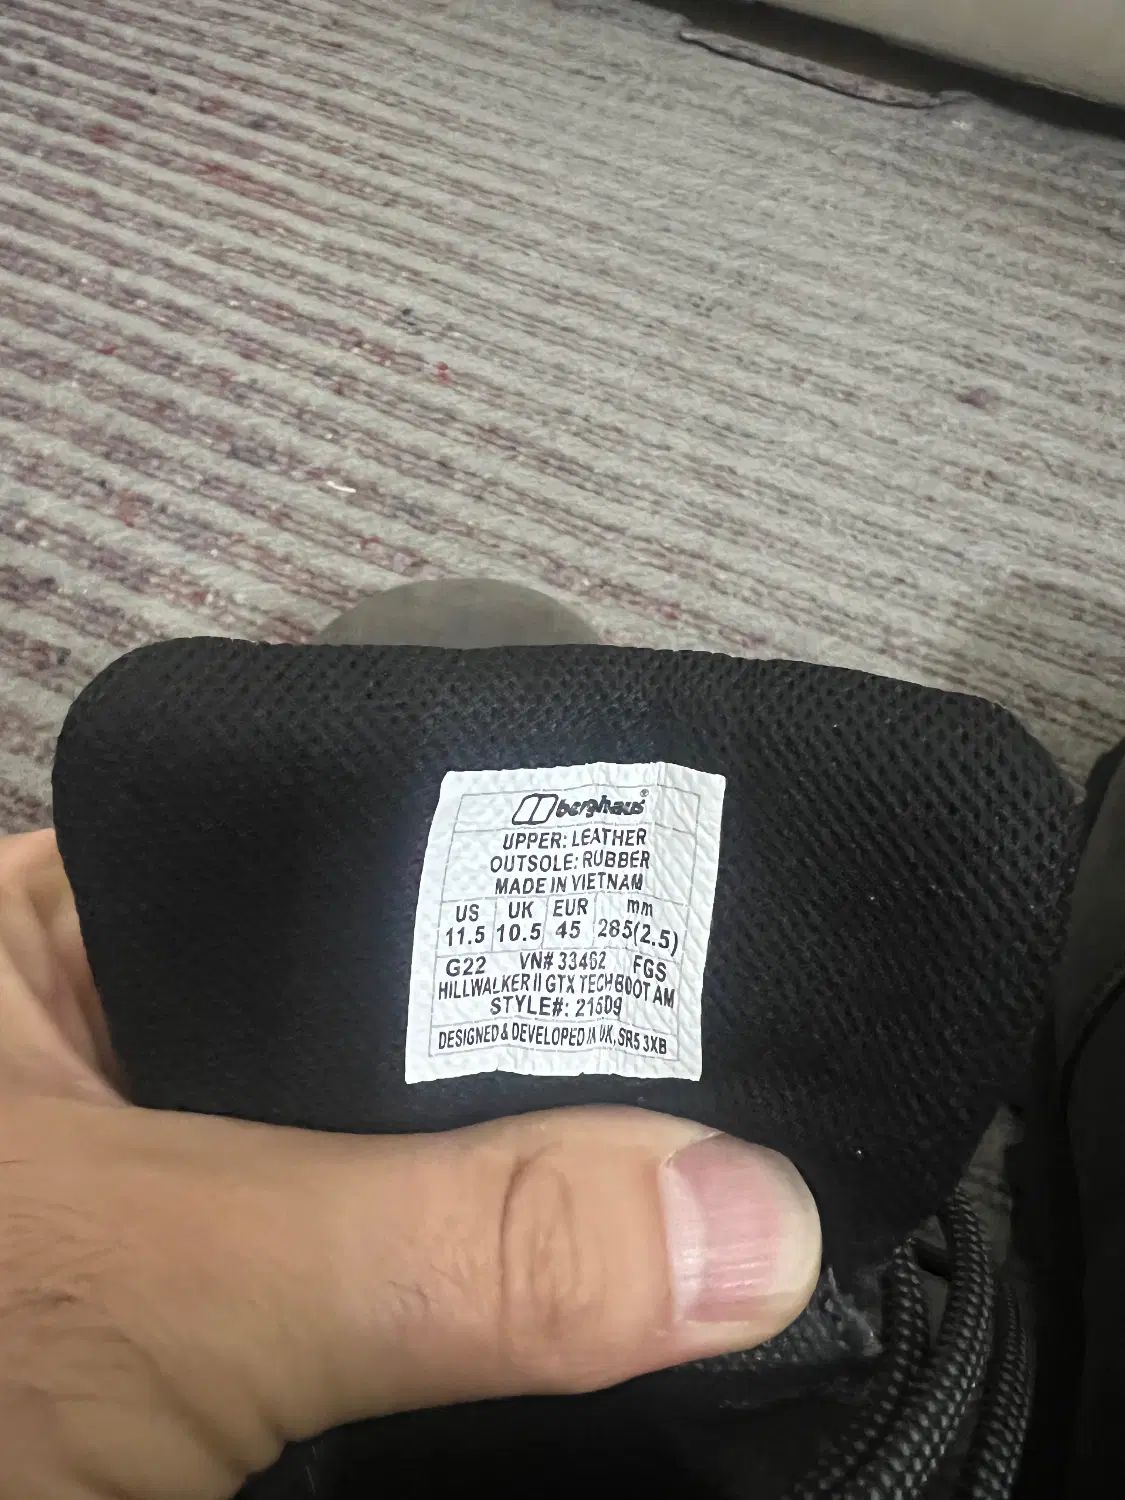 berghaus®
UPPER: LEATHER
OUTSOLE: RUBBER
MADE IN VIETNAM
US UK EUR mm
11.5 10.5 45 285(2.5)
G22 VN# 33462 FGS
HILLWALKER II GTX TECH BOOT AM
STYLE#: 21509
DESIGNED & DEVELOPED IN UK, SR5 3XB